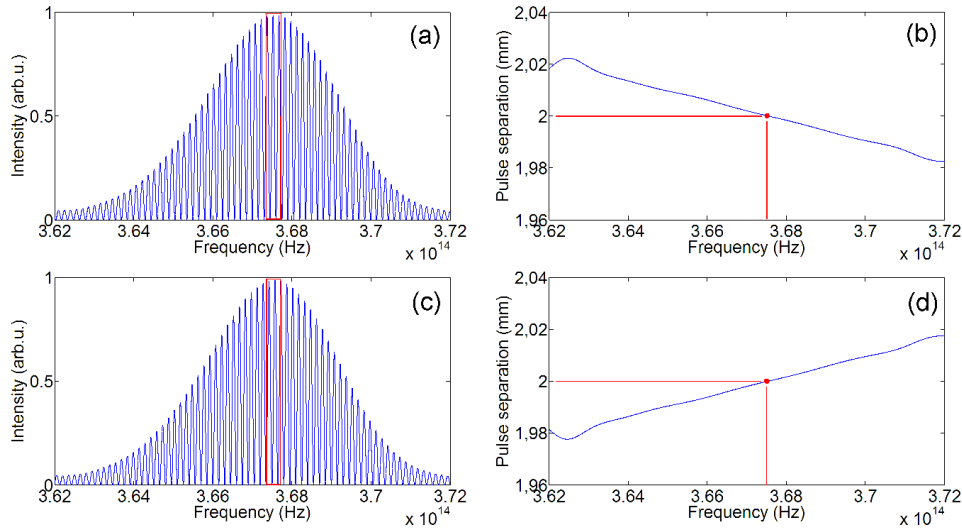 (a)
Intensity (arb.u.)
1
0.5
0
3.62 3.64 3.66 3.68 3.7 3.72
Frequency (Hz)
x 10^14
(b)
Pulse separation (mm)
2,04
2,02
2
1,98
1,96
3.62 3.64 3.66 3.68 3.7 3.72
Frequency (Hz)
x 10^14
(c)
Intensity (arb.u.)
1
0.5
0
3.62 3.64 3.66 3.68 3.7 3.72
Frequency (Hz)
x 10^14
(d)
Pulse separation (mm)
2,04
2,02
2
1,98
1,96
3.62 3.64 3.66 3.68 3.7 3.72
Frequency (Hz)
x 10^14